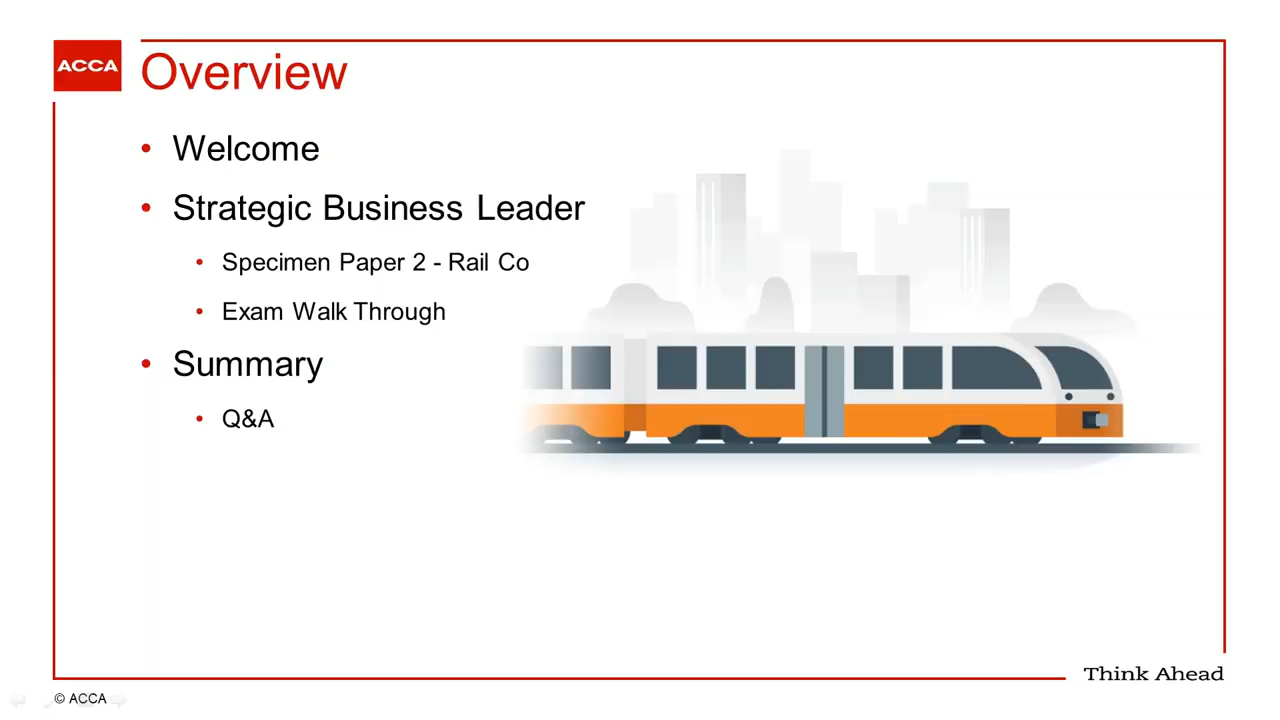 ACCA
Overview
• Welcome
• Strategic Business Leader
• Specimen Paper 2 - Rail Co
• Exam Walk Through
• Summary
• Q&A
Think Ahead
© ACCA